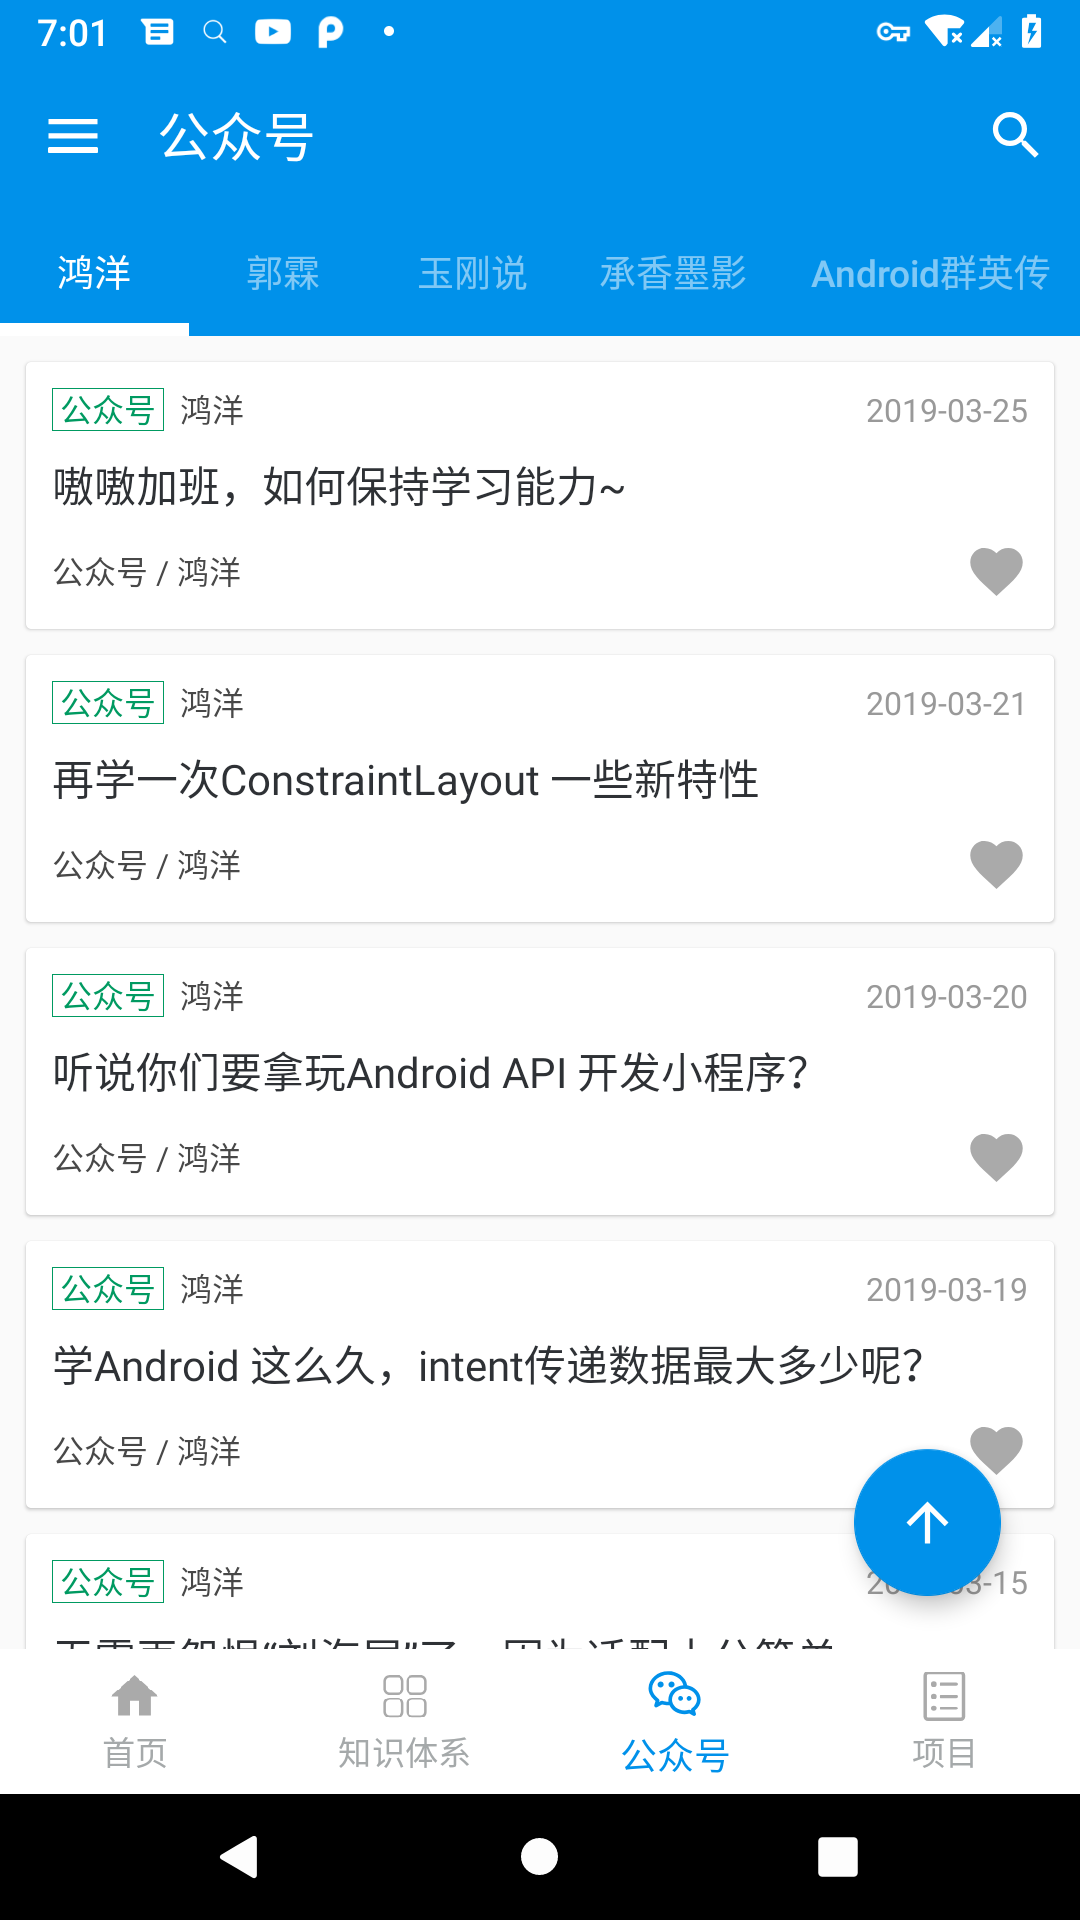 7:01
公众号
鸿洋 郭霖 玉刚说 承香墨影 Android群英传
公众号 鸿洋 2019-03-25
嗷嗷加班，如何保持学习能力~
公众号 / 鸿洋
公众号 鸿洋 2019-03-21
再学一次ConstraintLayout 一些新特性
公众号 / 鸿洋
公众号 鸿洋 2019-03-20
听说你们要拿玩Android API 开发小程序？
公众号 / 鸿洋
公众号 鸿洋 2019-03-19
学Android 这么久，intent传递数据最大多少呢？
公众号 / 鸿洋
公众号 鸿洋
首页 知识体系 公众号 项目